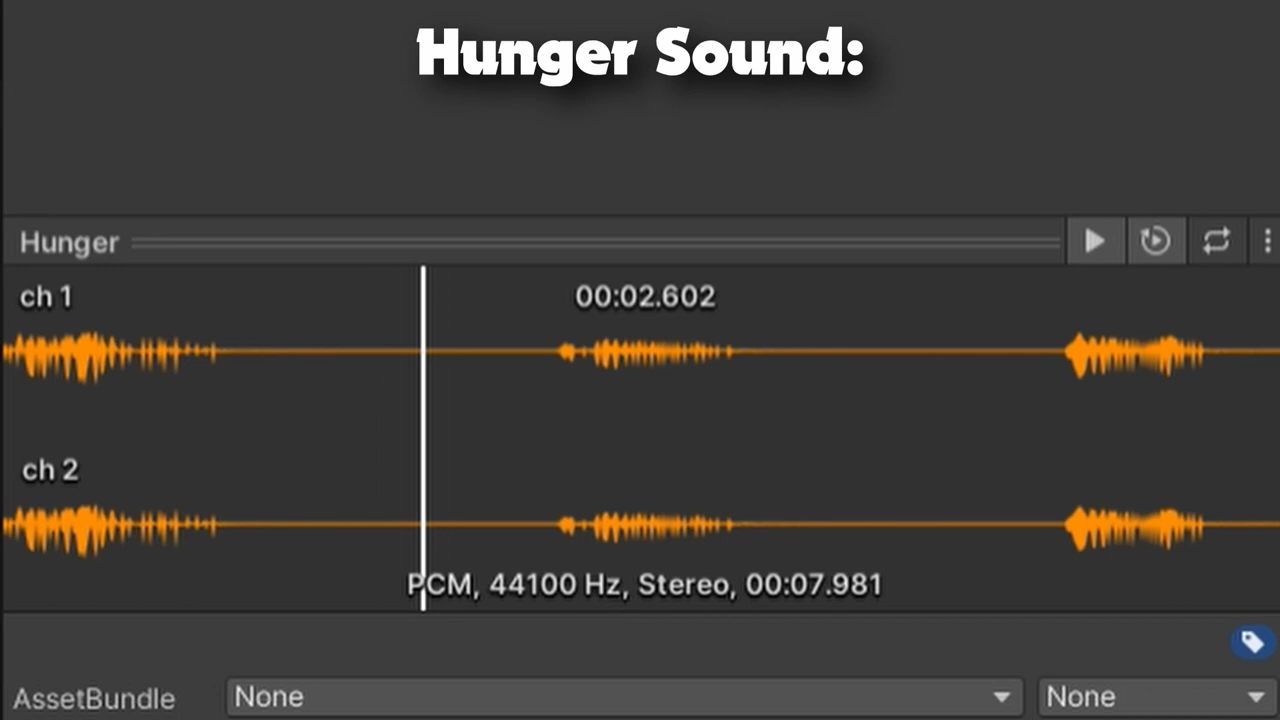 Hunger Sound:
Hunger
ch 1
00:02.602
ch 2
PCM, 44100 Hz, Stereo, 00:07.981
AssetBundle None None